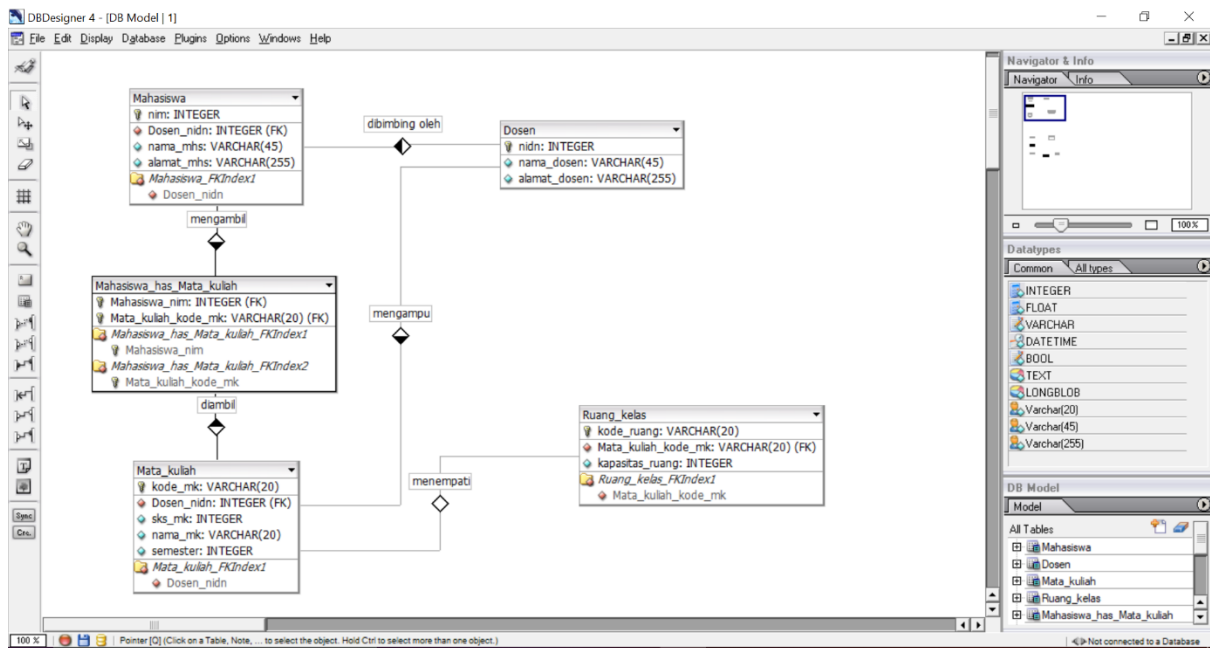 DBDesigner 4 - [DB Model | 1]
File Edit Display Database Plugins Options Windows Help
Mahasiswa
nim: INTEGER
Dosen_nidn: INTEGER (FK)
nama_mhs: VARCHAR(45)
alamat_mhs: VARCHAR(255)
Mahasiswa_FKIndex1
Dosen_nidn
dibimbing oleh
Dosen
nidn: INTEGER
nama_dosen: VARCHAR(45)
alamat_dosen: VARCHAR(255)
mengambil
Mahasiswa_has_Mata_kuliah
Mahasiswa_nim: INTEGER (FK)
Mata_kuliah_kode_mk: VARCHAR(20) (FK)
Mahasiswa_has_Mata_kuliah_FKIndex1
Mahasiswa_nim
Mahasiswa_has_Mata_kuliah_FKIndex2
Mata_kuliah_kode_mk
mengampu
diambil
Mata_kuliah
kode_mk: VARCHAR(20)
Dosen_nidn: INTEGER (FK)
sks_mk: INTEGER
nama_mk: VARCHAR(20)
semester: INTEGER
Mata_kuliah_FKIndex1
Dosen_nidn
menempati
Ruang_kelas
kode_ruang: VARCHAR(20)
Mata_kuliah_kode_mk: VARCHAR(20) (FK)
kapasitas_ruang: INTEGER
Ruang_kelas_FKIndex1
Mata_kuliah_kode_mk
Navigator & Info
Navigator Info
100 %
Datatypes
Common All types
INTEGER
FLOAT
VARCHAR
DATETIME
BOOL
TEXT
LONGBLOB
Varchar(20)
Varchar(45)
Varchar(255)
DB Model
Model
All Tables
Mahasiswa
Dosen
Mata_kuliah
Ruang_kelas
Mahasiswa_has_Mata_kuliah
Sync
100 % Pointer [Q] (Click on a Table, Note, ... to select the object. Hold Ctrl to select more than one object.) Not connected to a Database